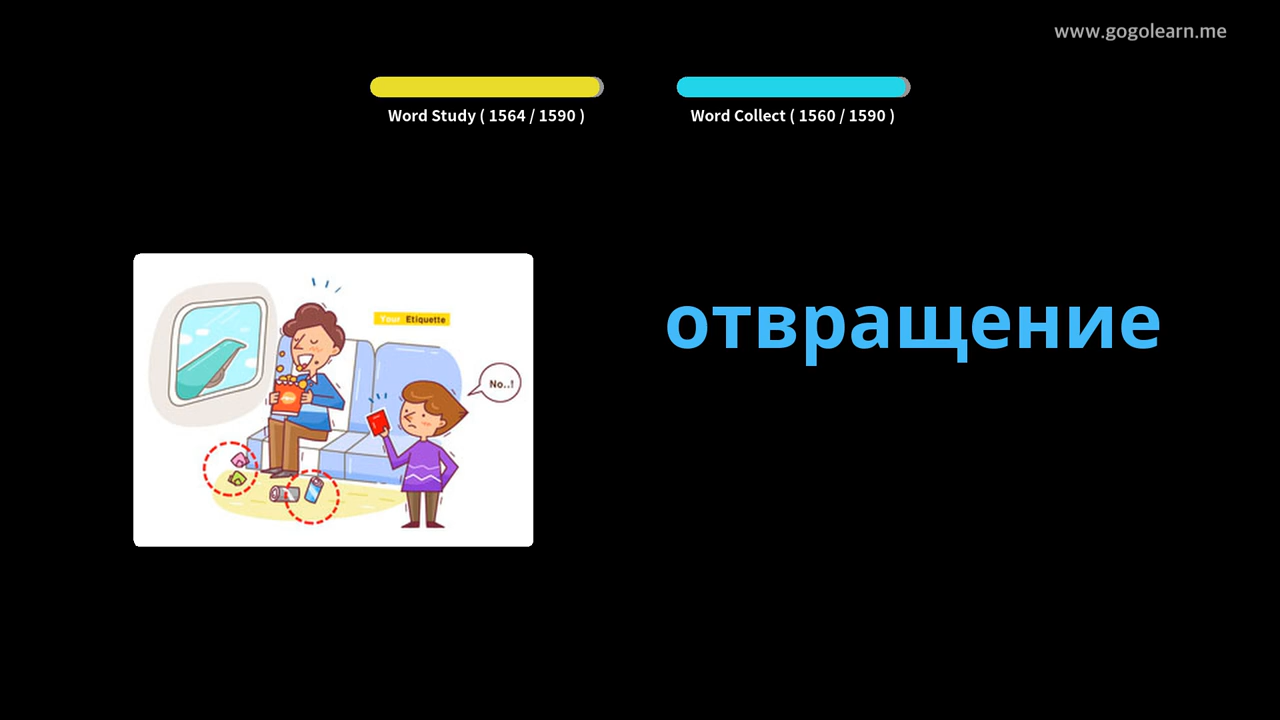 www.gogolearn.me
Word Study ( 1564 / 1590 )
Word Collect ( 1560 / 1590 )
Your Etiquette
No..!
отвращение